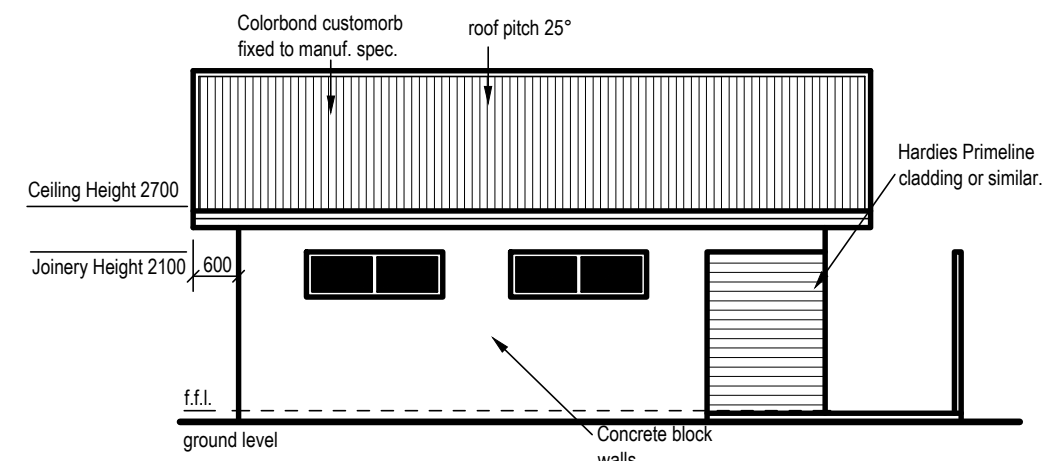 Colorbond customorb
fixed to manuf. spec.
roof pitch 25°
Hardies Primeline
cladding or similar.
Ceiling Height 2700
Joinery Height 2100
600
f.f.l.
ground level
Concrete block
walls